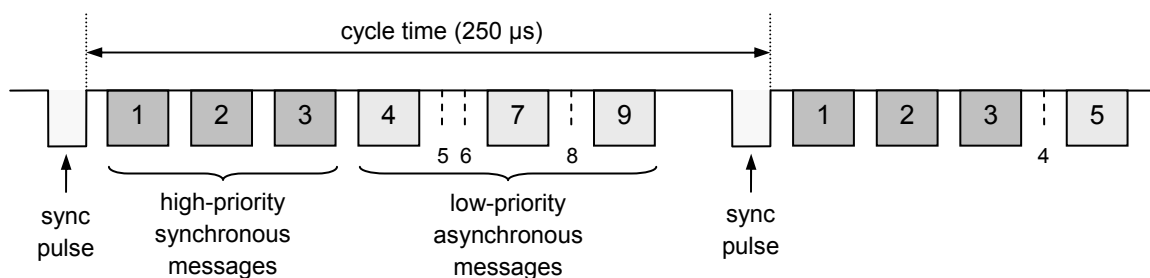 cycle time (250 µs)
1 2 3 4 7 9 1 2 3 5
5 6 8 4
sync
pulse
high-priority
synchronous
messages
low-priority
asynchronous
messages
sync
pulse